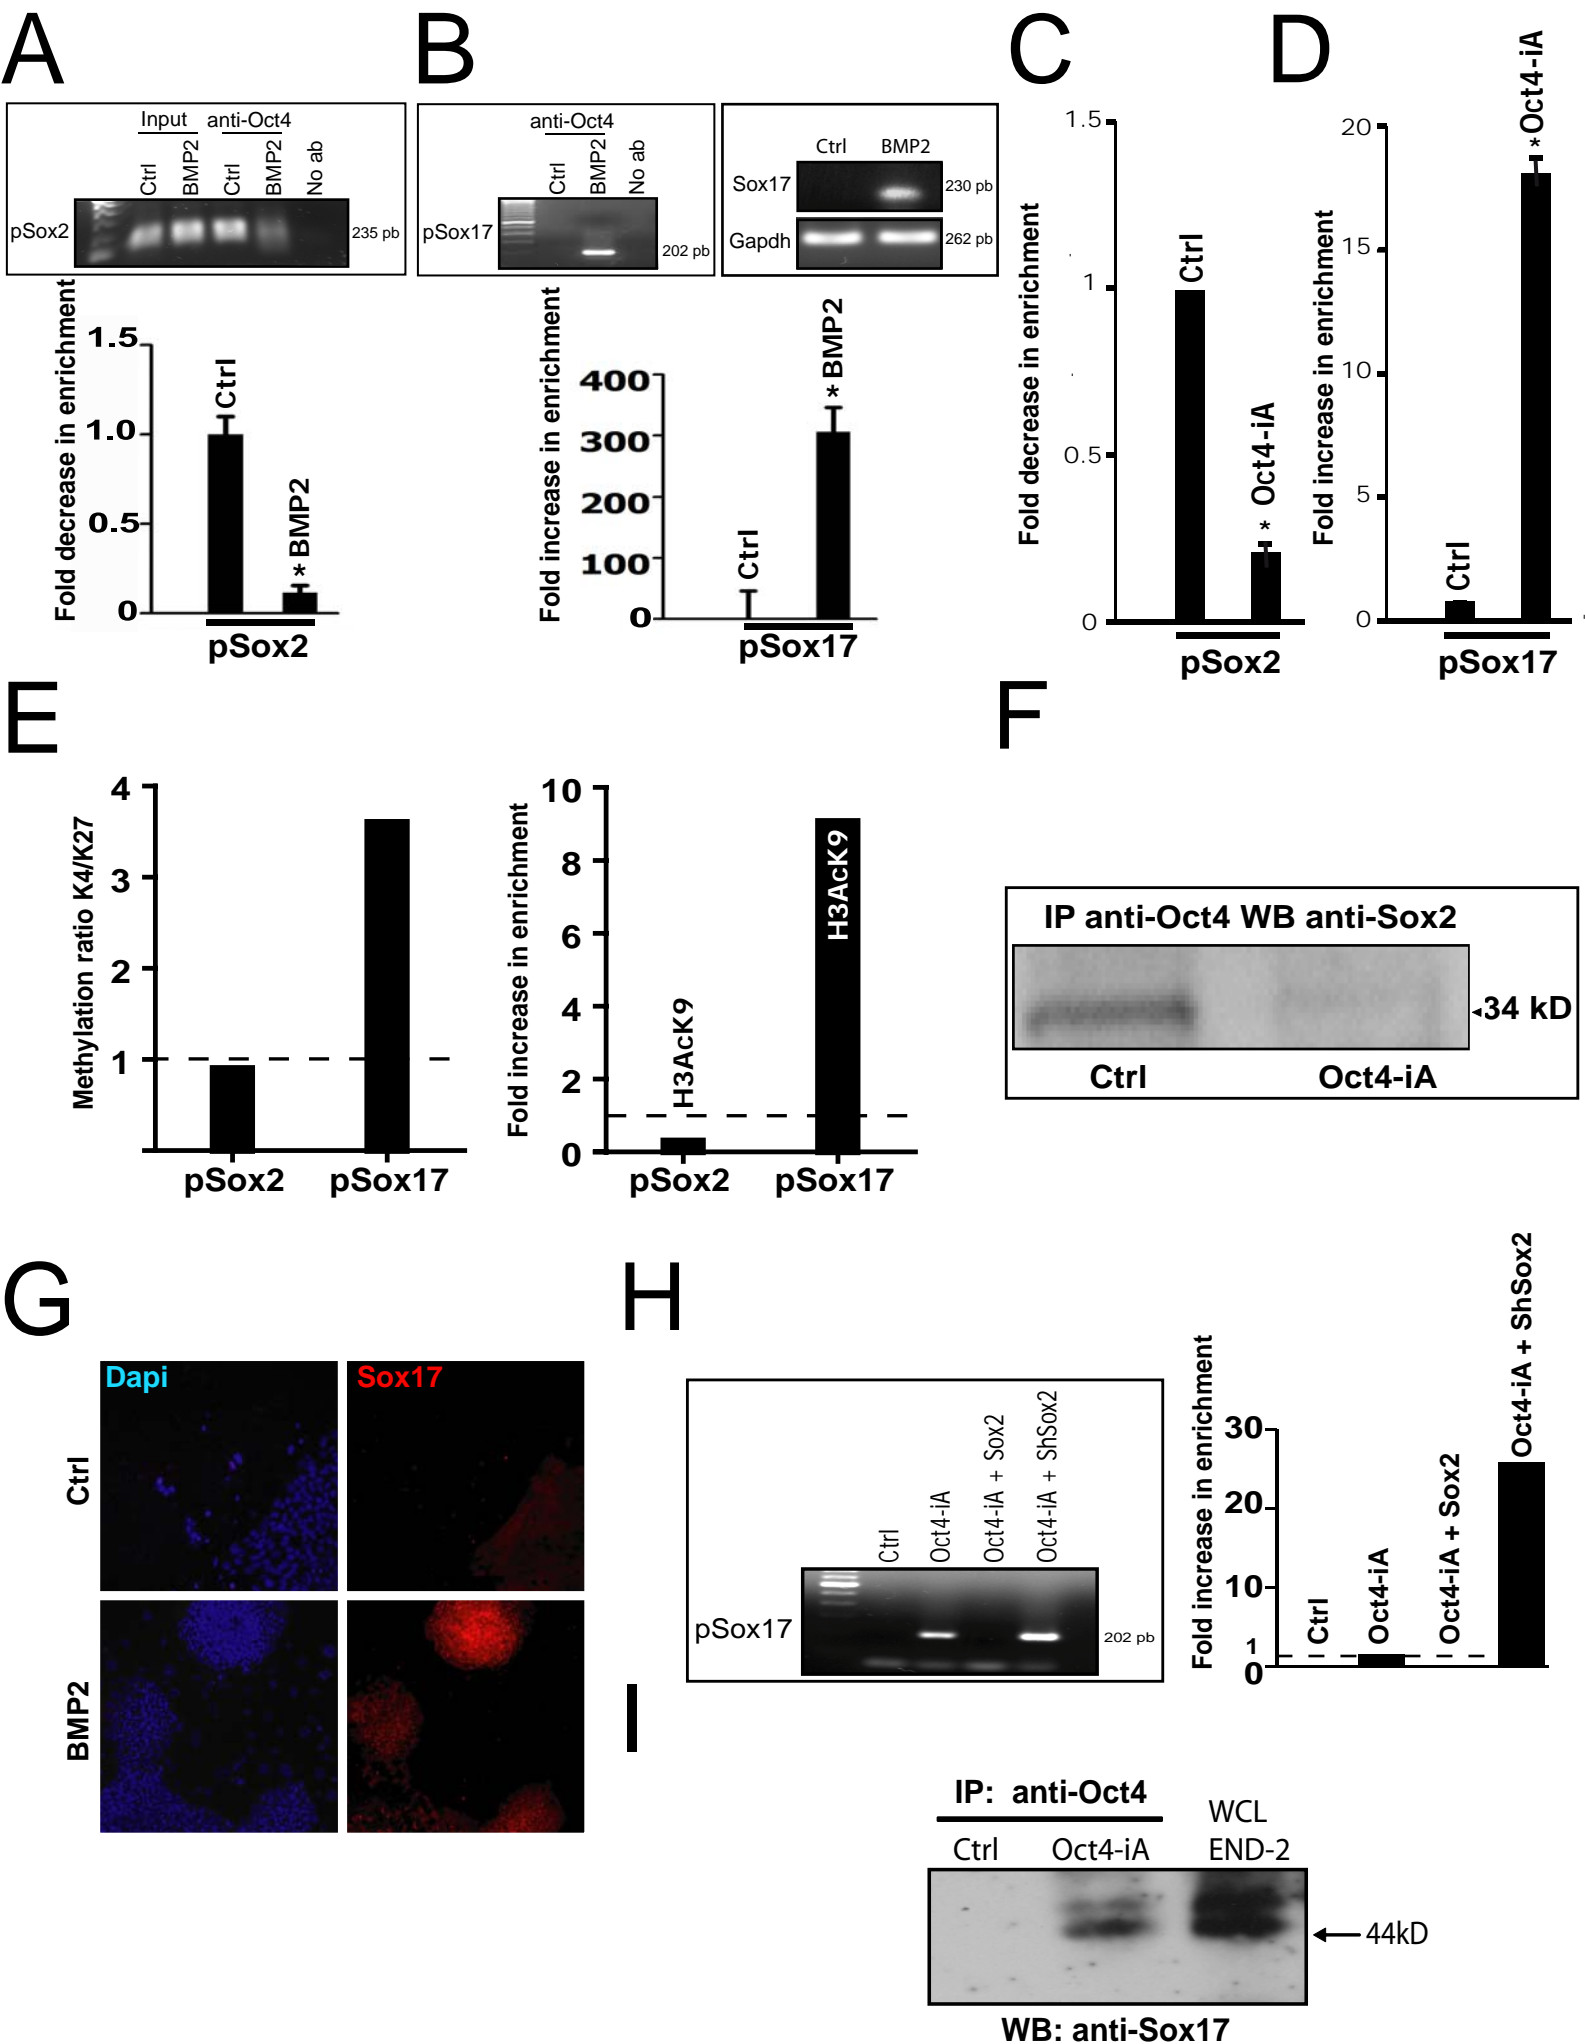 A
Input anti-Oct4
Ctrl
BMP2
Ctrl
BMP2
No ab
pSox2
235 pb
Fold decrease in enrichment
1.5
1.0
0.5
0
Ctrl
* BMP2
pSox2
B
anti-Oct4
Ctrl
BMP2
No ab
pSox17
202 pb
Ctrl BMP2
Sox17
230 pb
Gapdh
262 pb
Fold increase in enrichment
400
300
200
100
0
Ctrl
* BMP2
pSox17
C
Fold decrease in enrichment
1.5
1
0.5
0
Ctrl
* Oct4-iA
pSox2
D
Fold increase in enrichment
20
15
10
5
0
Ctrl
* Oct4-iA
pSox17
E
Methylation ratio K4/K27
4
3
2
1
pSox2 pSox17
Fold increase in enrichment
10
8
6
4
2
0
H3AcK9
H3AcK9
pSox2 pSox17
F
IP anti-Oct4 WB anti-Sox2
34 kD
Ctrl Oct4-iA
G
Dapi Sox17
Ctrl
BMP2
H
Ctrl
Oct4-iA
Oct4-iA + Sox2
Oct4-iA + ShSox2
pSox17
202 pb
Fold increase in enrichment
30
20
10
1
0
Ctrl
Oct4-iA
Oct4-iA + Sox2
Oct4-iA + ShSox2
I
IP: anti-Oct4
WCL
Ctrl Oct4-iA END-2
44kD
WB: anti-Sox17